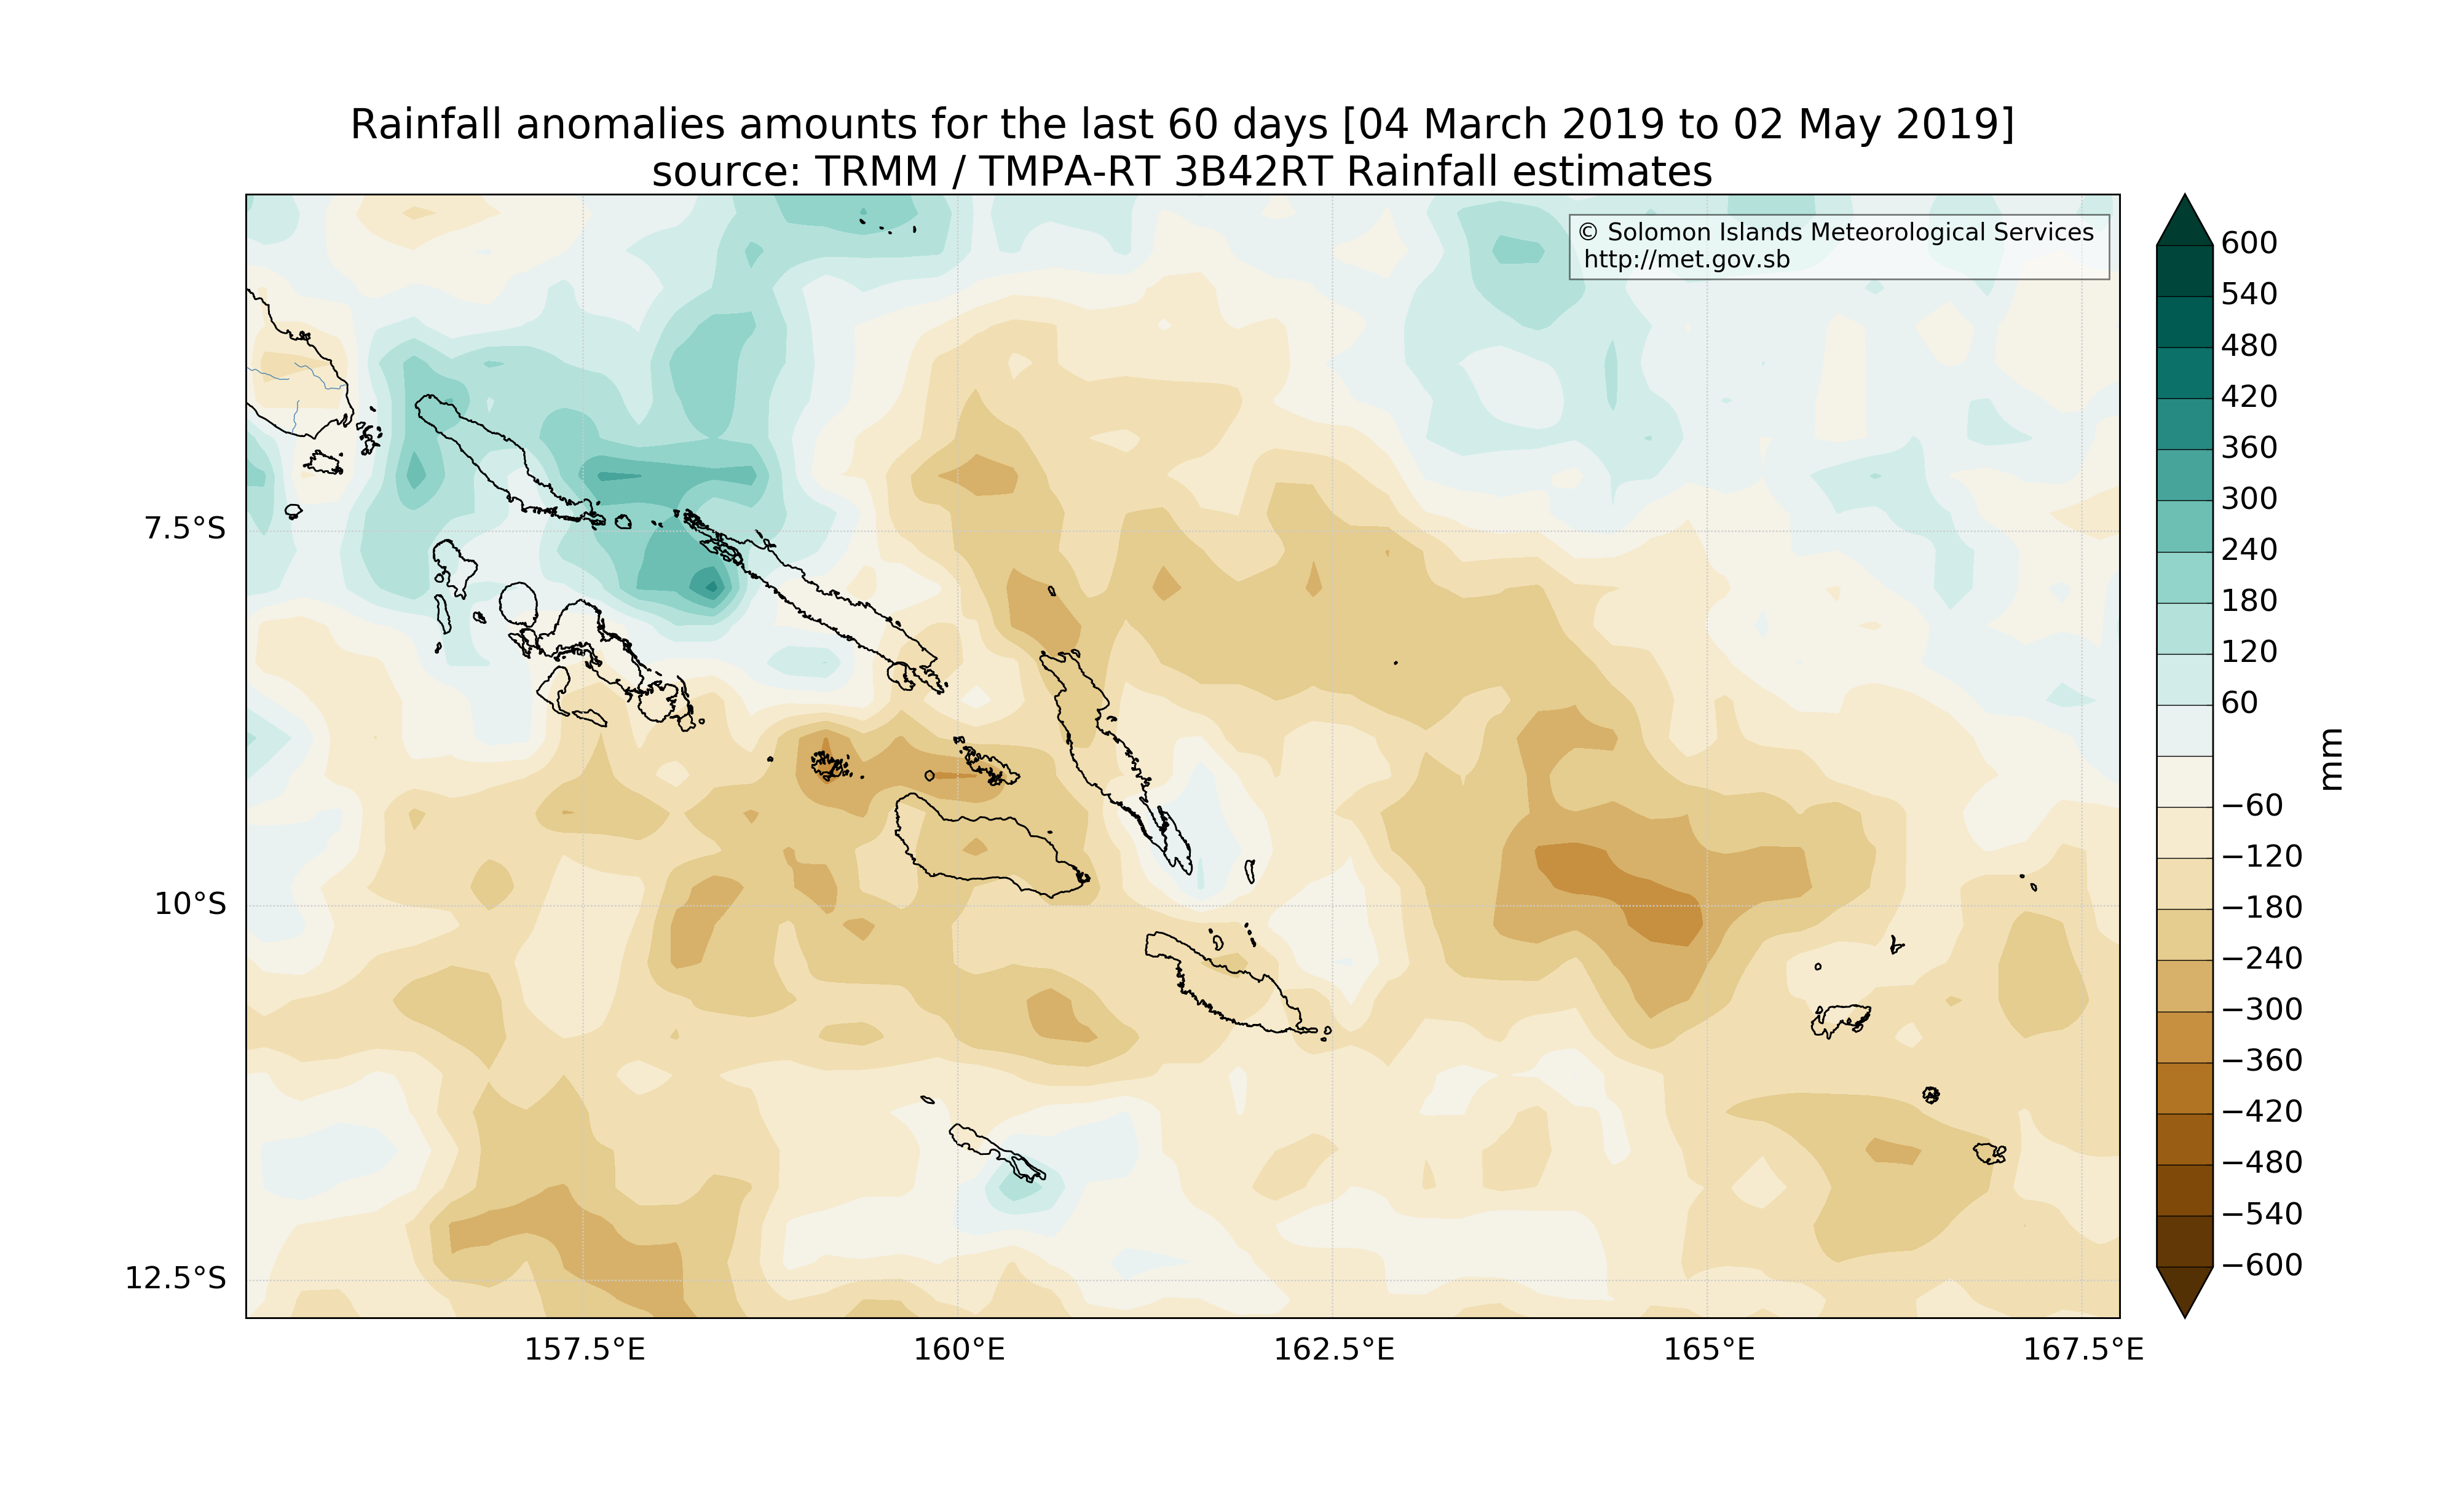 Rainfall anomalies amounts for the last 60 days [04 March 2019 to 02 May 2019]
source: TRMM / TMPA-RT 3B42RT Rainfall estimates
© Solomon Islands Meteorological Services
http://met.gov.sb
7.5°S
10°S
12.5°S
157.5°E
160°E
162.5°E
165°E
167.5°E
600
540
480
420
360
300
240
180
120
60
−60
−120
−180
−240
−300
−360
−420
−480
−540
−600
mm